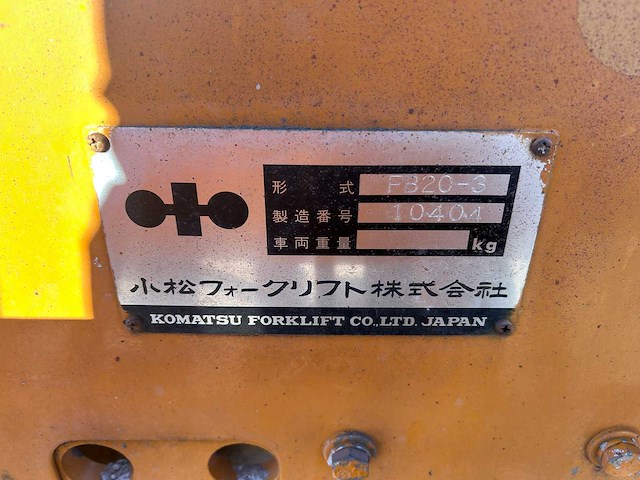 形式 FB20-3
製造番号 10404
車両重量 kg
小松フォークリフト株式会社
KOMATSU FORKLIFT CO.,LTD. JAPAN